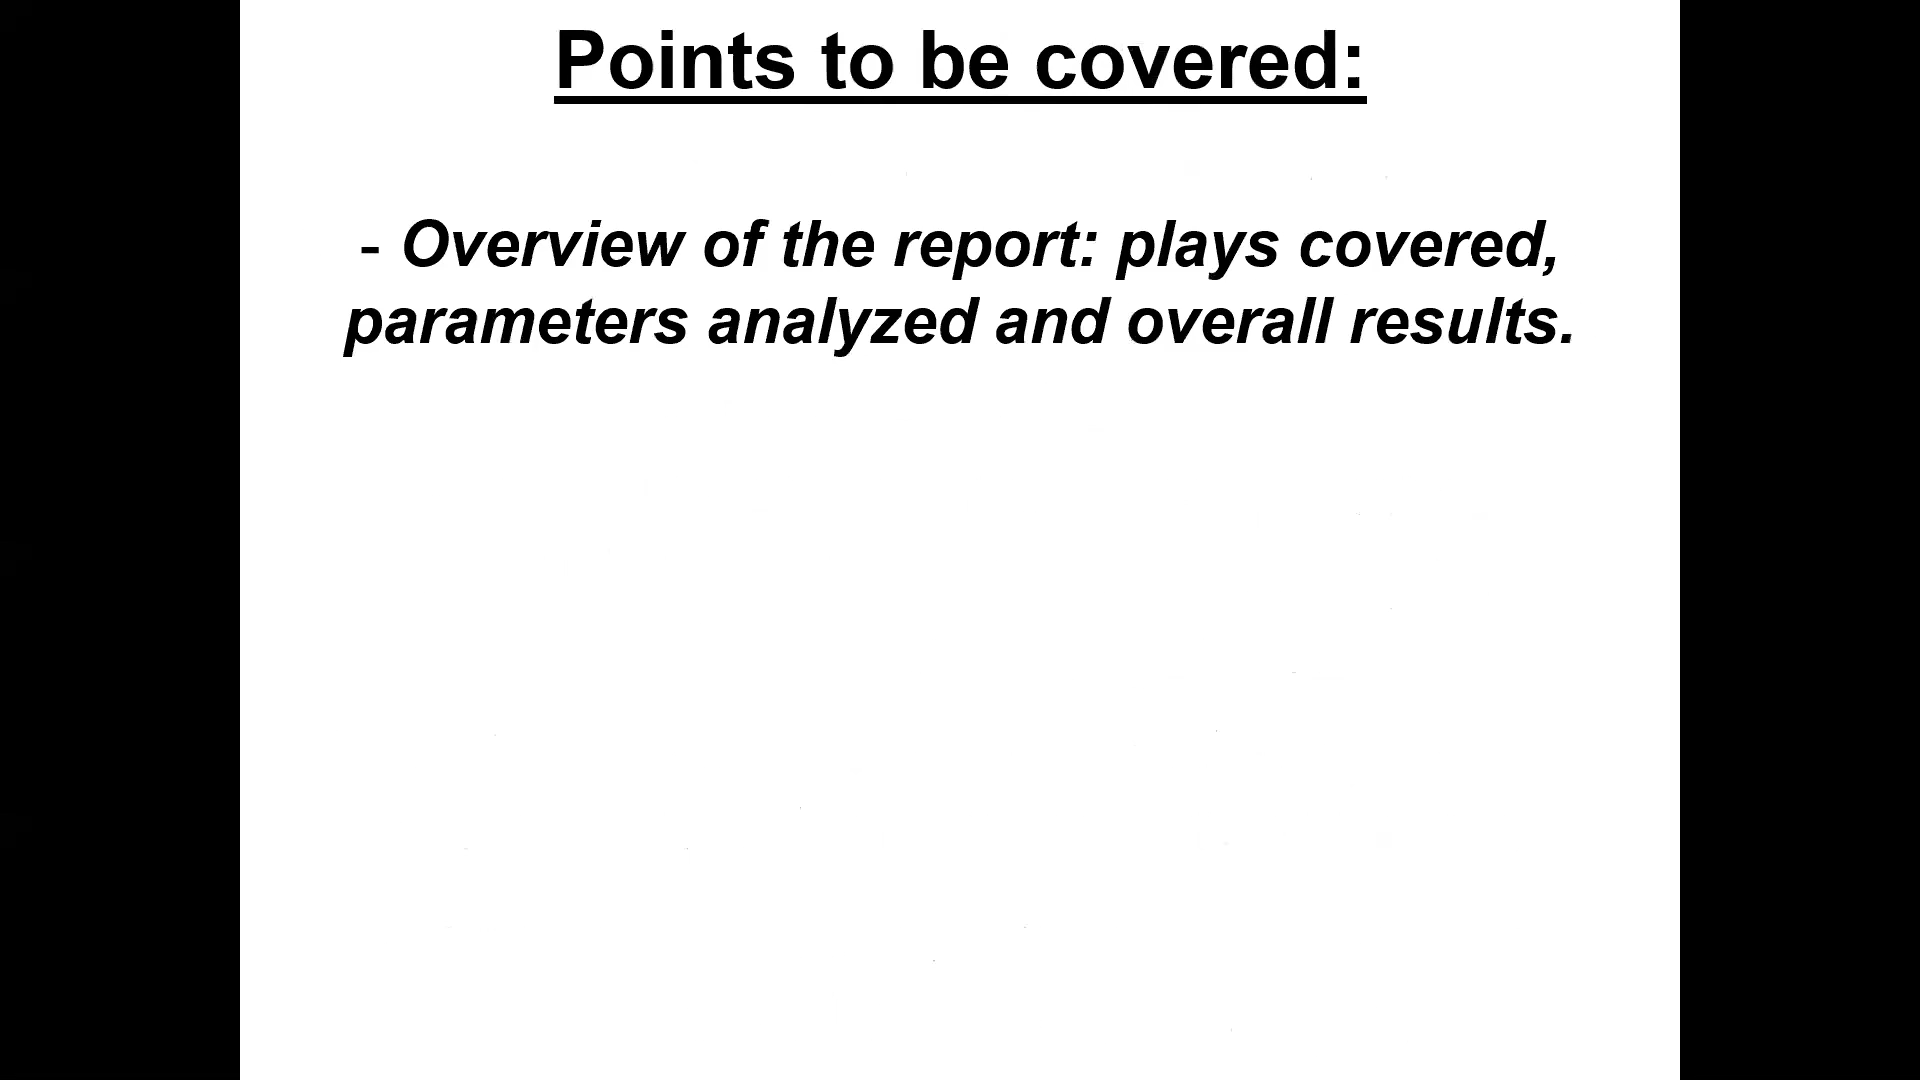 Points to be covered:
- Overview of the report: plays covered,
parameters analyzed and overall results.